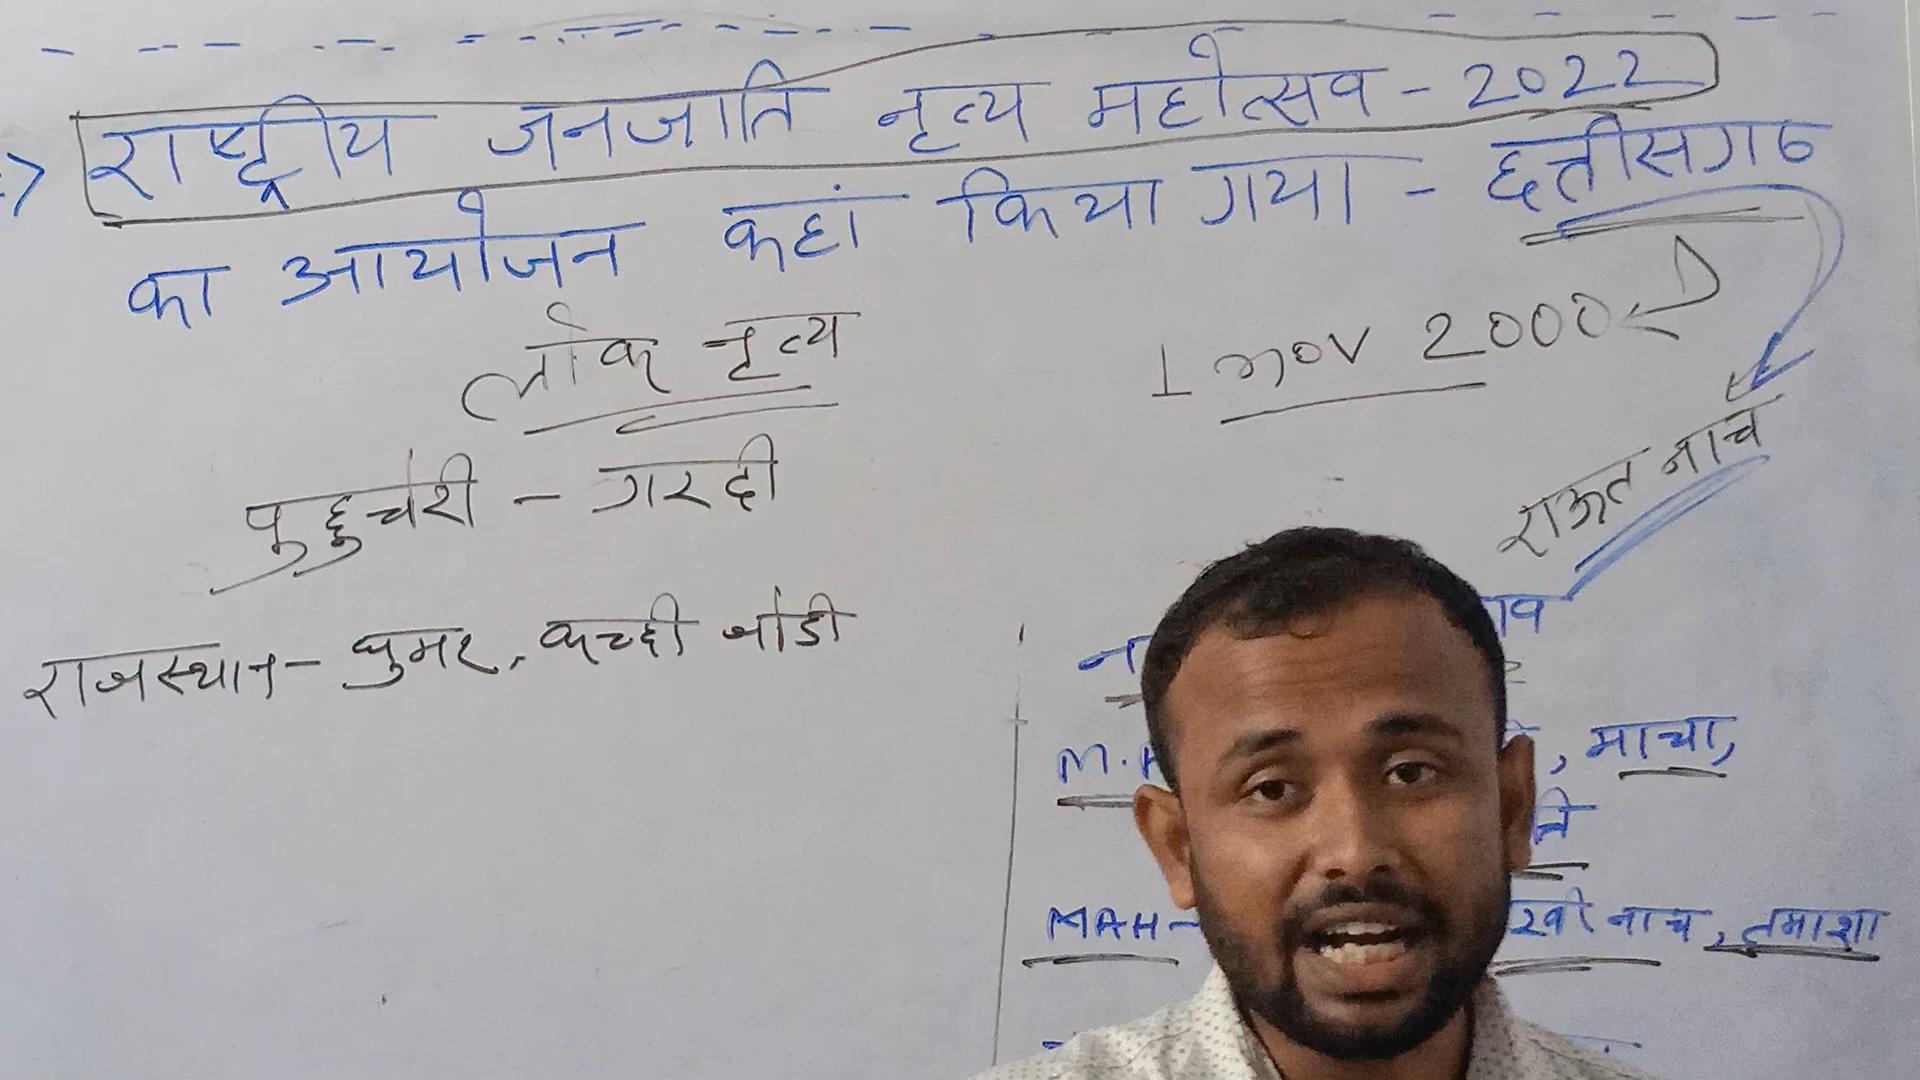 राष्ट्रीय जनजाति नृत्य महोत्सव - 2022
का आयोजन कहां किया गया - छत्तीसगढ
लोक नृत्य
1 nov 2000
राऊत नाच
पुदुचेरी - गरदी
राजस्थान - घुमर, कच्छी घोडी
माचा,
MAH - नाच, तमाशा